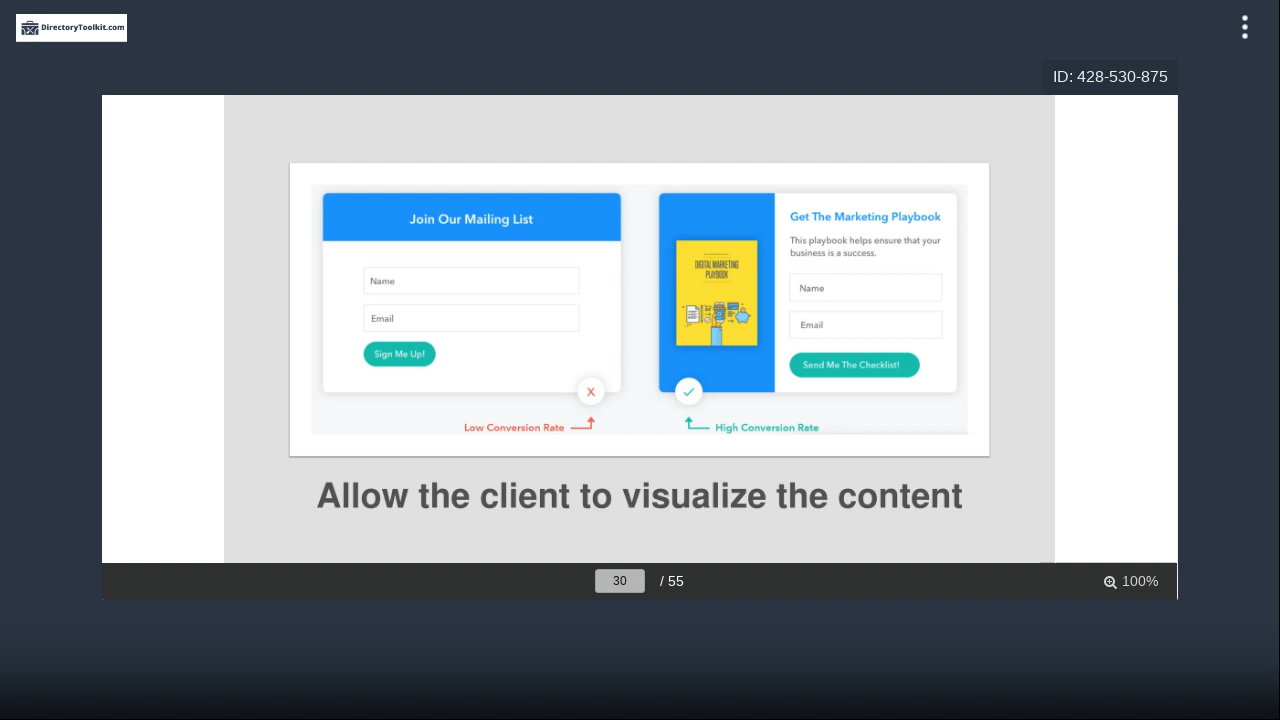 DirectoryToolkit.com
ID: 428-530-875
Join Our Mailing List
Name
Email
Sign Me Up!
X
Low Conversion Rate
DIGITAL MARKETING
PLAYBOOK
Get The Marketing Playbook
This playbook helps ensure that your
business is a success.
Name
Email
Send Me The Checklist!
High Conversion Rate
Allow the client to visualize the content
30 / 55
100%